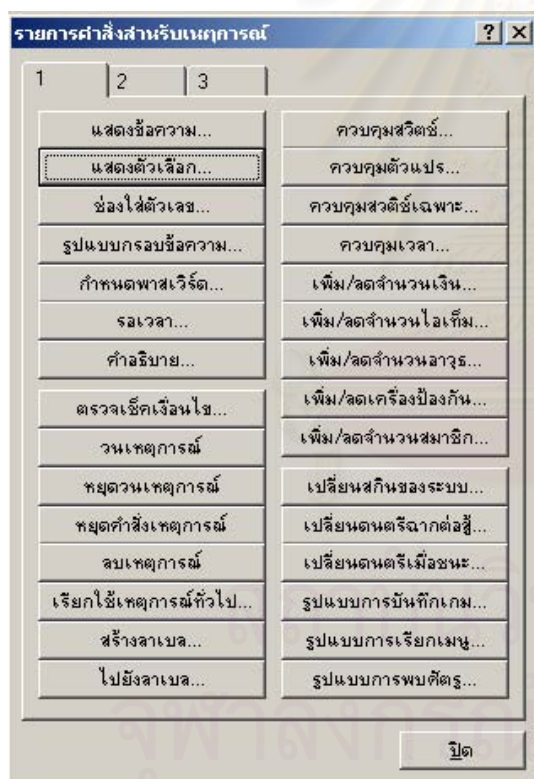 รายการคำสั่งสำหรับเหตุการณ์
1 2 3
แสดงข้อความ...
แสดงตัวเลือก...
ช่องใส่ตัวเลข...
รูปแบบกรอบข้อความ...
กำหนดพาสเวิร์ด...
รอเวลา...
คำอธิบาย...
ตรวจเช็คเงื่อนไข...
วนเหตุการณ์
หยุดวนเหตุการณ์
หยุดคำสั่งเหตุการณ์
ลบเหตุการณ์
เรียกใช้เหตุการณ์ทั่วไป...
สร้างลาเบล...
ไปยังลาเบล...
ควบคุมสวิตช์...
ควบคุมตัวแปร...
ควบคุมสวติช์เฉพาะ...
ควบคุมเวลา...
เพิ่ม/ลดจำนวนเงิน...
เพิ่ม/ลดจำนวนไอเท็ม...
เพิ่ม/ลดจำนวนอาวุธ...
เพิ่ม/ลดเครื่องป้องกัน...
เพิ่ม/ลดจำนวนสมาชิก...
เปลี่ยนสกินของระบบ...
เปลี่ยนดนตรีฉากต่อสู้...
เปลี่ยนดนตรีเมื่อชนะ...
รูปแบบการบันทึกเกม...
รูปแบบการเรียกเมนู...
รูปแบบการพบศัตรู...
ปิด